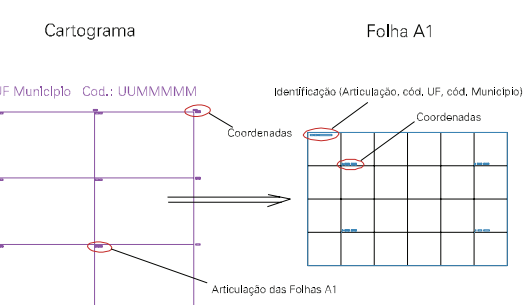 Cartograma
Folha A1
UF Município Cod.: UUMMMMM
Identificação (Articulação, cód. UF, cód. Município)
Coordenadas
Coordenadas
Articulação das Folhas A1